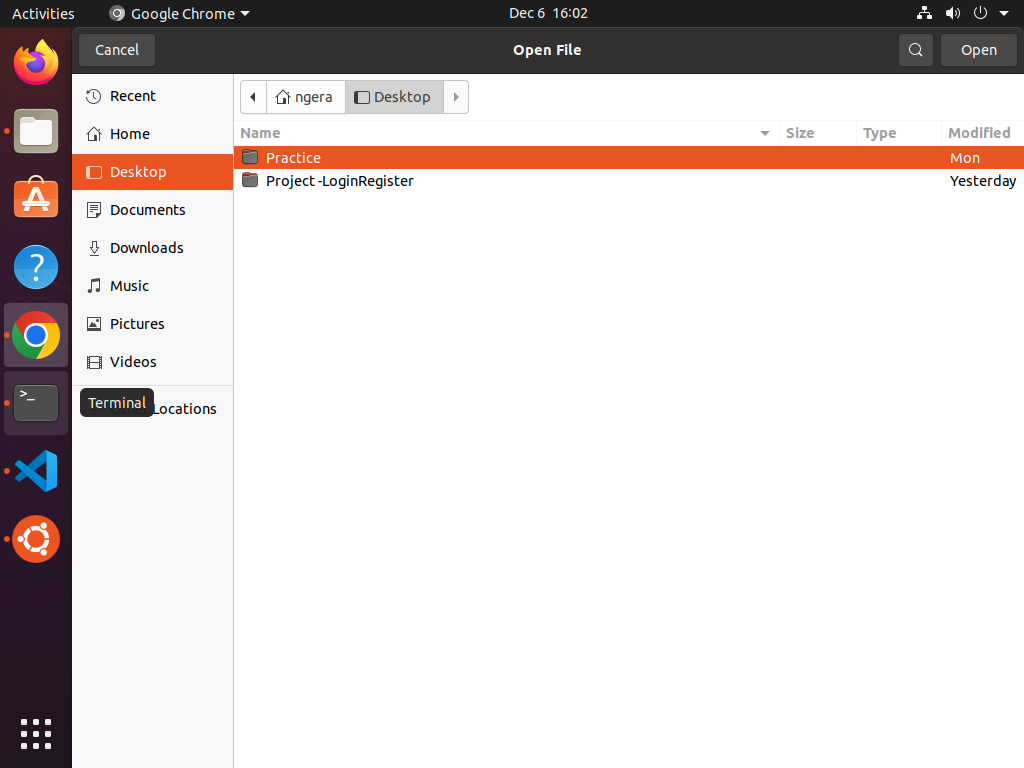 Activities Google Chrome Dec 6 16:02
Cancel Open File Open
Recent
Home
Desktop
Documents
Downloads
Music
Pictures
Videos
Locations
Terminal
ngera Desktop
Name Size Type Modified
Practice Mon
Project-LoginRegister Yesterday